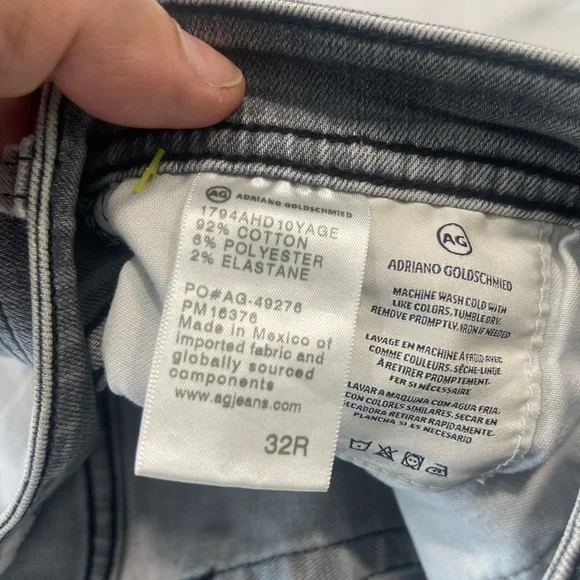 AG ADRIANO GOLDSCHMIED
1794AHD10YAGE
92% COTTON
6% POLYESTER
2% ELASTANE
PO#AG-49276
PM16376
Made in Mexico of
imported fabric and
globally sourced
components
www.agjeans.com
32R
AG
ADRIANO GOLDSCHMIED
MACHINE WASH COLD WITH
LIKE COLORS. TUMBLE DRY.
REMOVE PROMPTLY. IRON IF NEEDED
LAVAGE EN MACHINE À FROID AVEC
COMME COULEURS. SÈCHE-LINGE
À RETIRER PROMPTEMENT.
FER SI NÉCESSAIRE
LAVAR A MAQUINA CON AGUA FRIA.
CON COLORES SIMILARES, SECAR EN
SECADORA RETIRAR RAPIDAMENTE.
PLANCHA SI ES NECESARIO